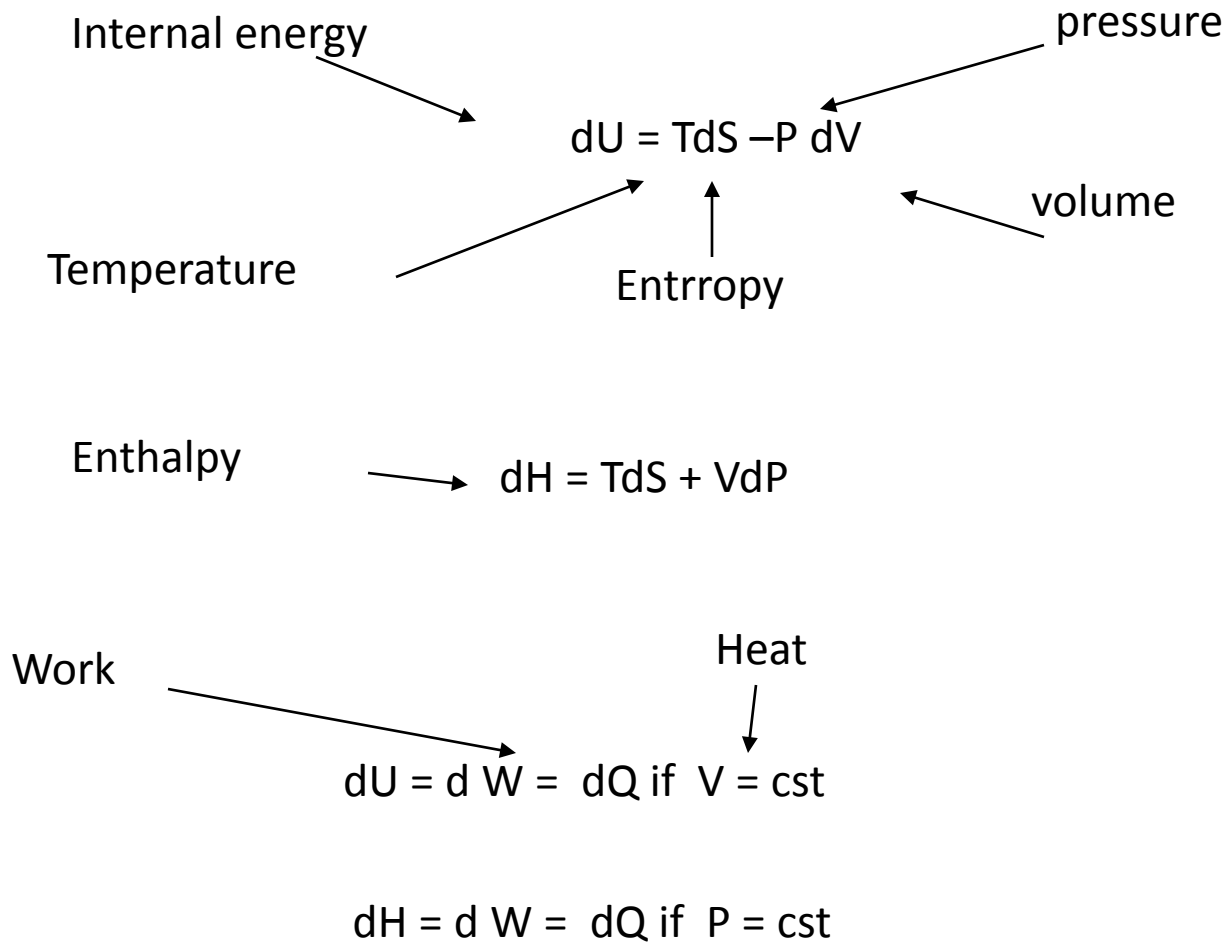 Internal energy
pressure
dU = TdS –P dV
volume
Temperature
Entrropy
Enthalpy
dH = TdS + VdP
Heat
Work
dU = d W = dQ if V = cst
dH = d W = dQ if P = cst